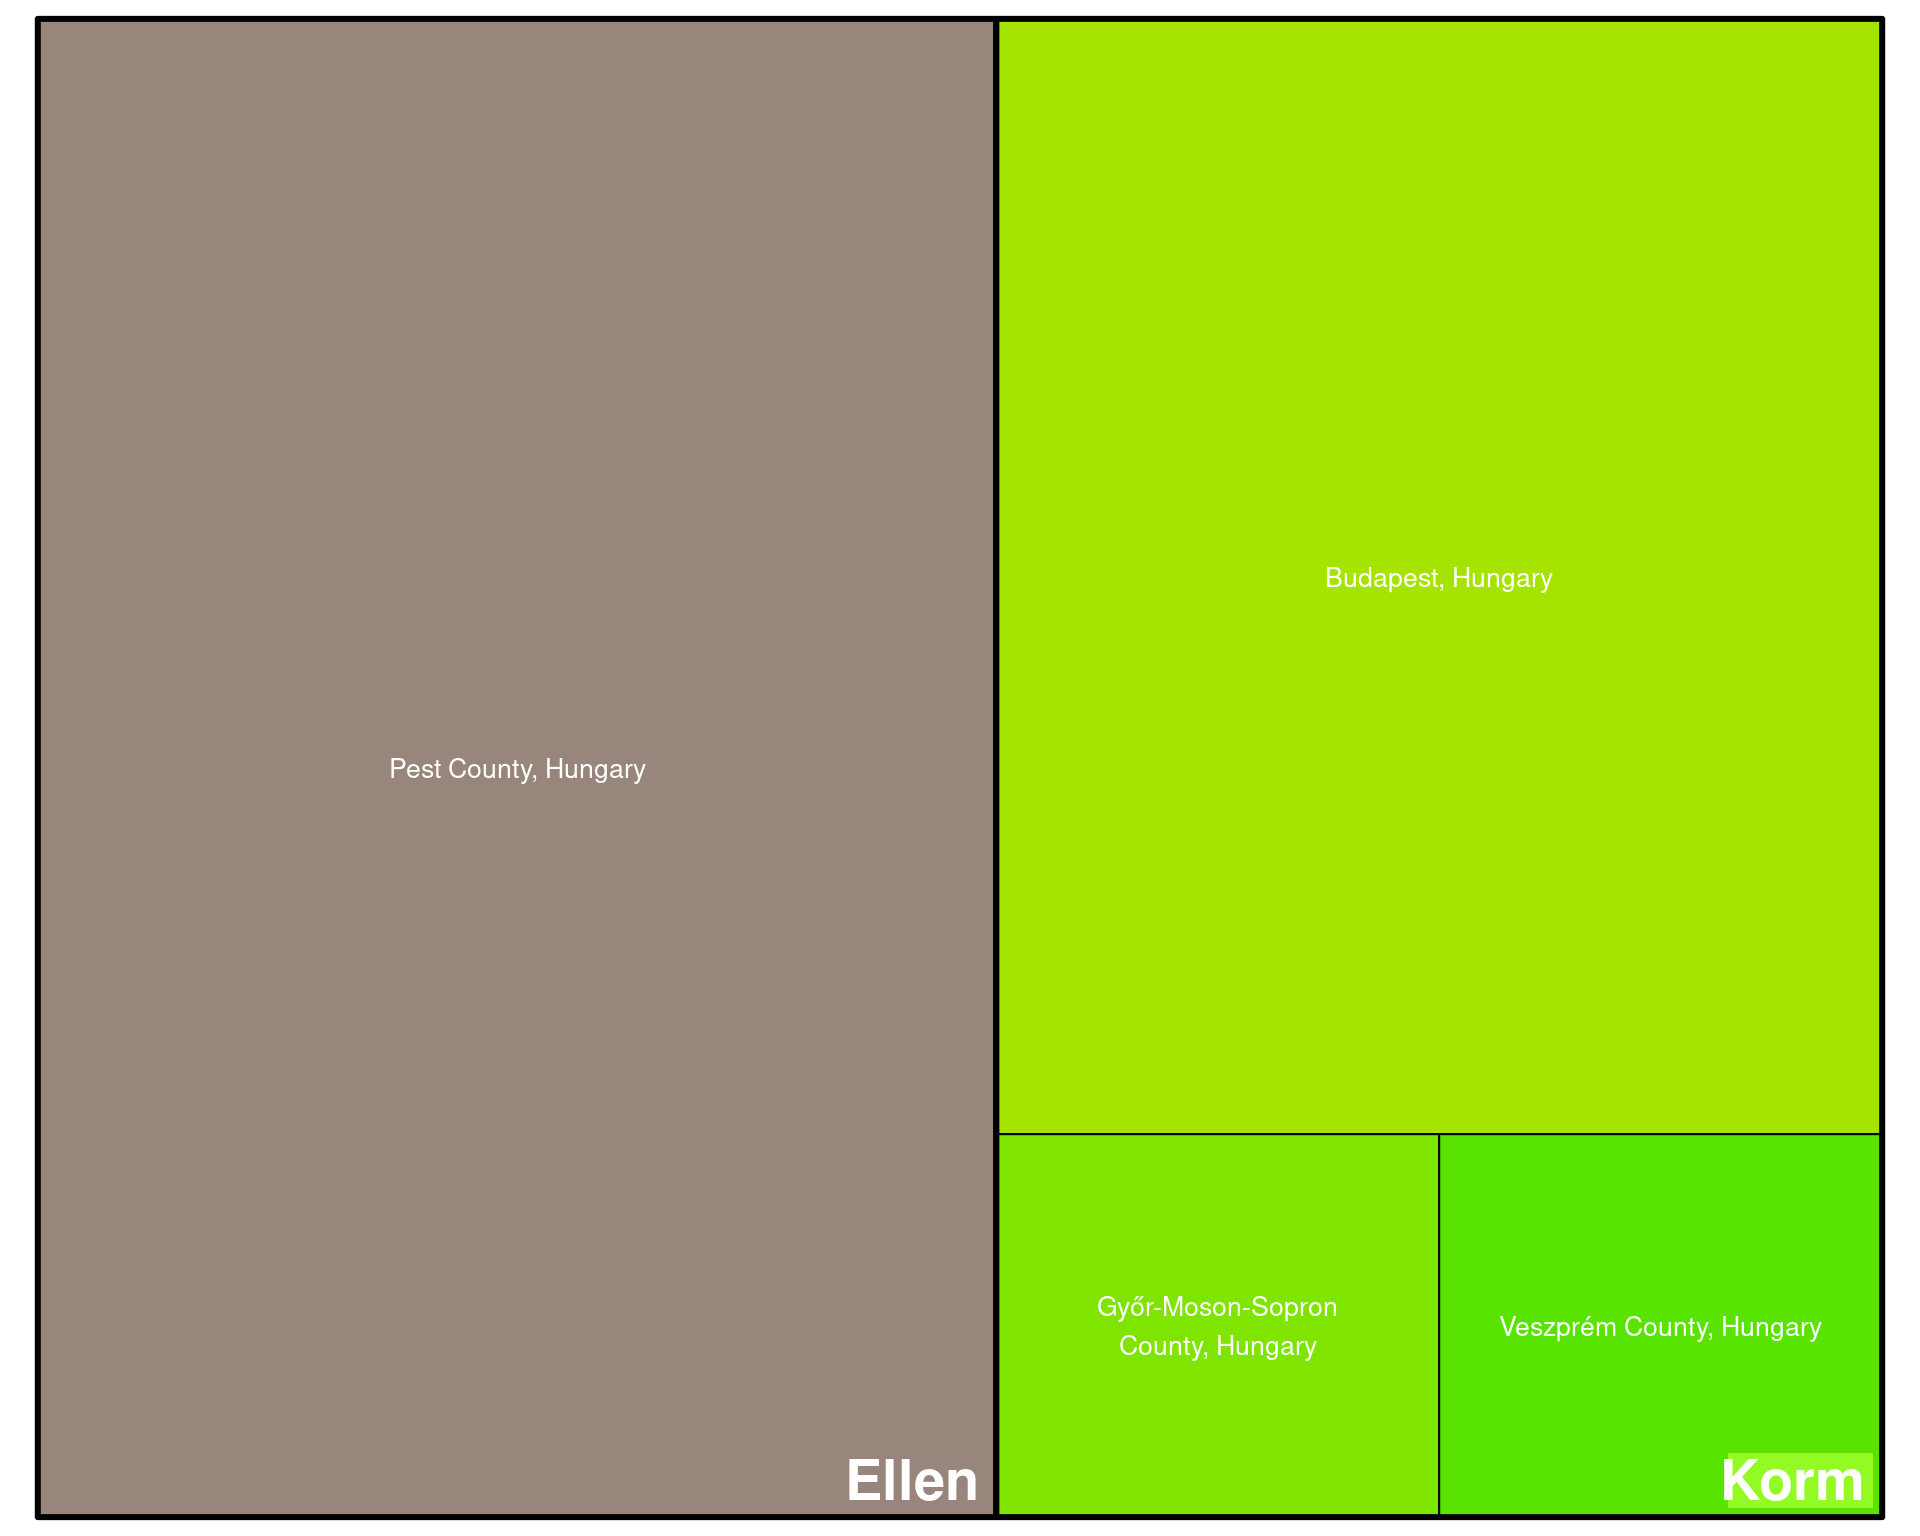 Pest County, Hungary
Ellen
Budapest, Hungary
Győr-Moson-Sopron
County, Hungary
Veszprém County, Hungary
Korm